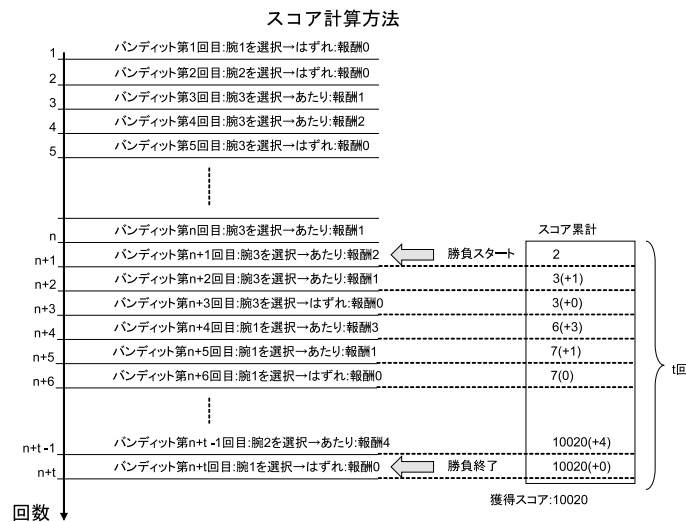 スコア計算方法
1 バンディット第1回目:腕1を選択→はずれ:報酬0
2 バンディット第2回目:腕2を選択→はずれ:報酬0
3 バンディット第3回目:腕3を選択→あたり:報酬1
4 バンディット第4回目:腕3を選択→あたり:報酬2
5 バンディット第5回目:腕3を選択→はずれ:報酬0
n バンディット第n回目:腕3を選択→あたり:報酬1 スコア累計
n+1 バンディット第n+1回目:腕3を選択→あたり:報酬2 勝負スタート 2
n+2 バンディット第n+2回目:腕3を選択→あたり:報酬1 3(+1)
n+3 バンディット第n+3回目:腕3を選択→はずれ:報酬0 3(+0)
n+4 バンディット第n+4回目:腕1を選択→あたり:報酬3 6(+3)
n+5 バンディット第n+5回目:腕1を選択→あたり:報酬1 7(+1)
n+6 バンディット第n+6回目:腕1を選択→はずれ:報酬0 7(0)
t回
n+t-1 バンディット第n+t-1回目:腕2を選択→あたり:報酬4 10020(+4)
n+t バンディット第n+t回目:腕1を選択→はずれ:報酬0 勝負終了 10020(+0)
獲得スコア:10020
回数